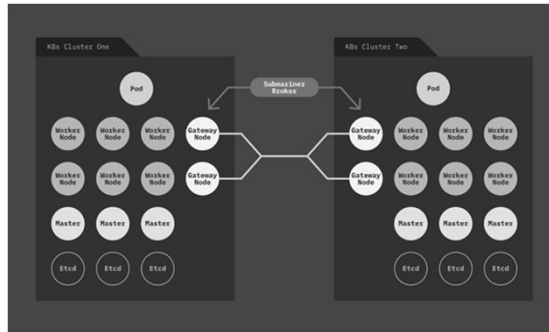 K8s Cluster One
K8s Cluster Two
Submariner
Broker
Pod
Pod
Worker
Node
Worker
Node
Worker
Node
Gateway
Node
Gateway
Node
Worker
Node
Worker
Node
Worker
Node
Worker
Node
Worker
Node
Worker
Node
Gateway
Node
Gateway
Node
Worker
Node
Worker
Node
Worker
Node
Master
Master
Master
Master
Master
Master
Etcd
Etcd
Etcd
Etcd
Etcd
Etcd